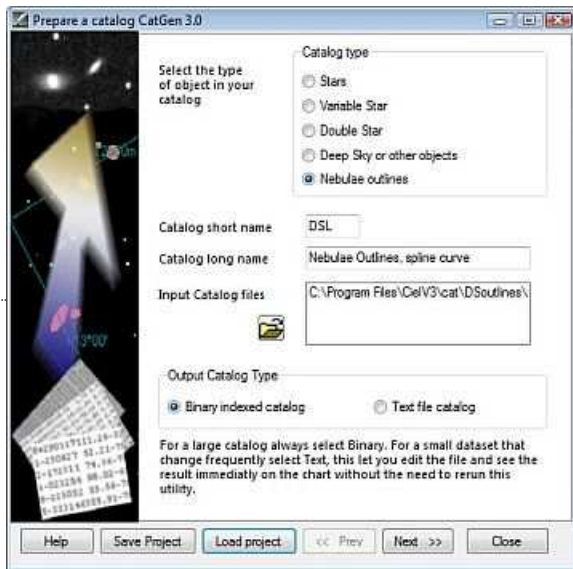 Prepare a catalog CatGen 3.0
Select the type
of object in your
catalog
Catalog type
Stars
Variable Star
Double Star
Deep Sky or other objects
Nebulae outlines
Catalog short name
DSL
Catalog long name
Nebulae Outlines, spline curve
Input Catalog files
C:\Program Files\CielV3\cat\DSoutlines\
13°00'
Output Catalog Type
Binary indexed catalog
Text file catalog
For a large catalog always select Binary. For a small dataset that
change frequently select Text, this let you edit the file and see the
result immediatly on the chart without the need to rerun this
utility.
Help
Save Project
Load project
<< Prev
Next >>
Close